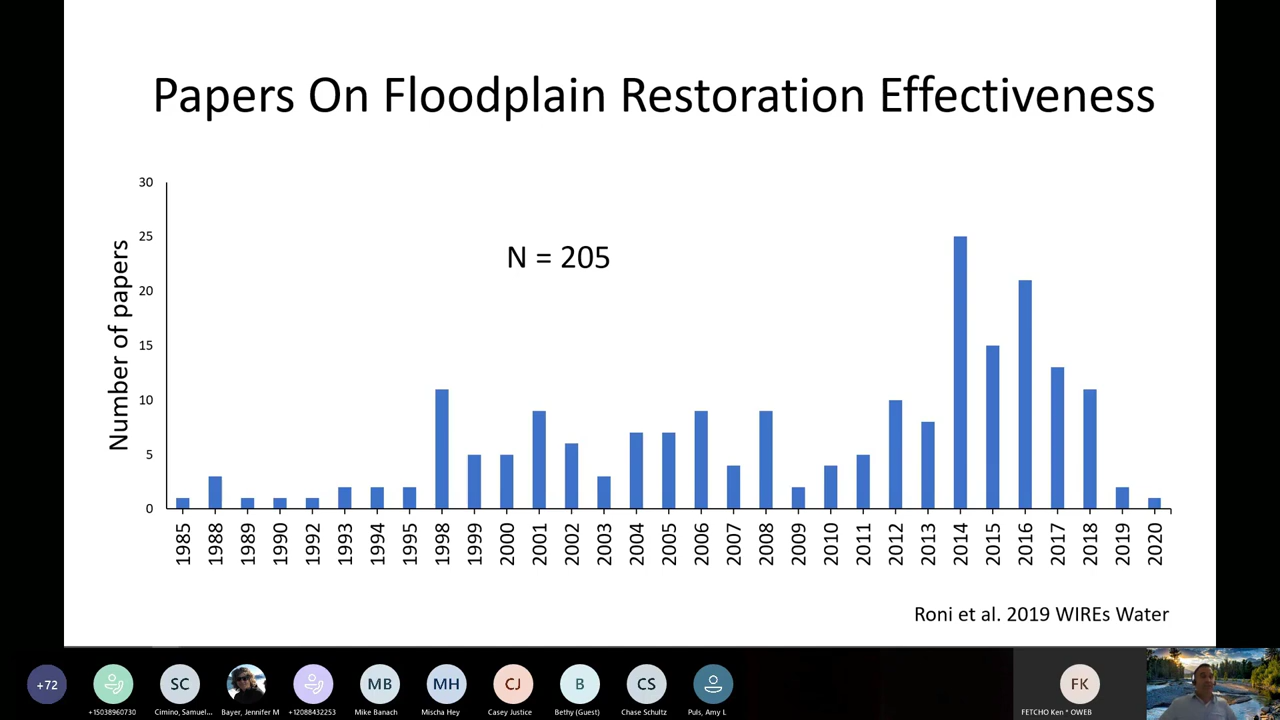 Papers On Floodplain Restoration Effectiveness
30
25
20
15
10
5
0
Number of papers
N = 205
1985
1988
1989
1990
1992
1993
1994
1995
1998
1999
2000
2001
2002
2003
2004
2005
2006
2007
2008
2009
2010
2011
2012
2013
2014
2015
2016
2017
2018
2019
2020
Roni et al. 2019 WIREs Water
+72
SC
MB
MH
CJ
B
CS
FK
+15038960730
Cimino, Samuel...
Bayer, Jennifer M
+12088432253
Mike Banach
Mischa Hey
Casey Justice
Bethy (Guest)
Chase Schultz
Puls, Amy L
FETCHO Ken * OWEB